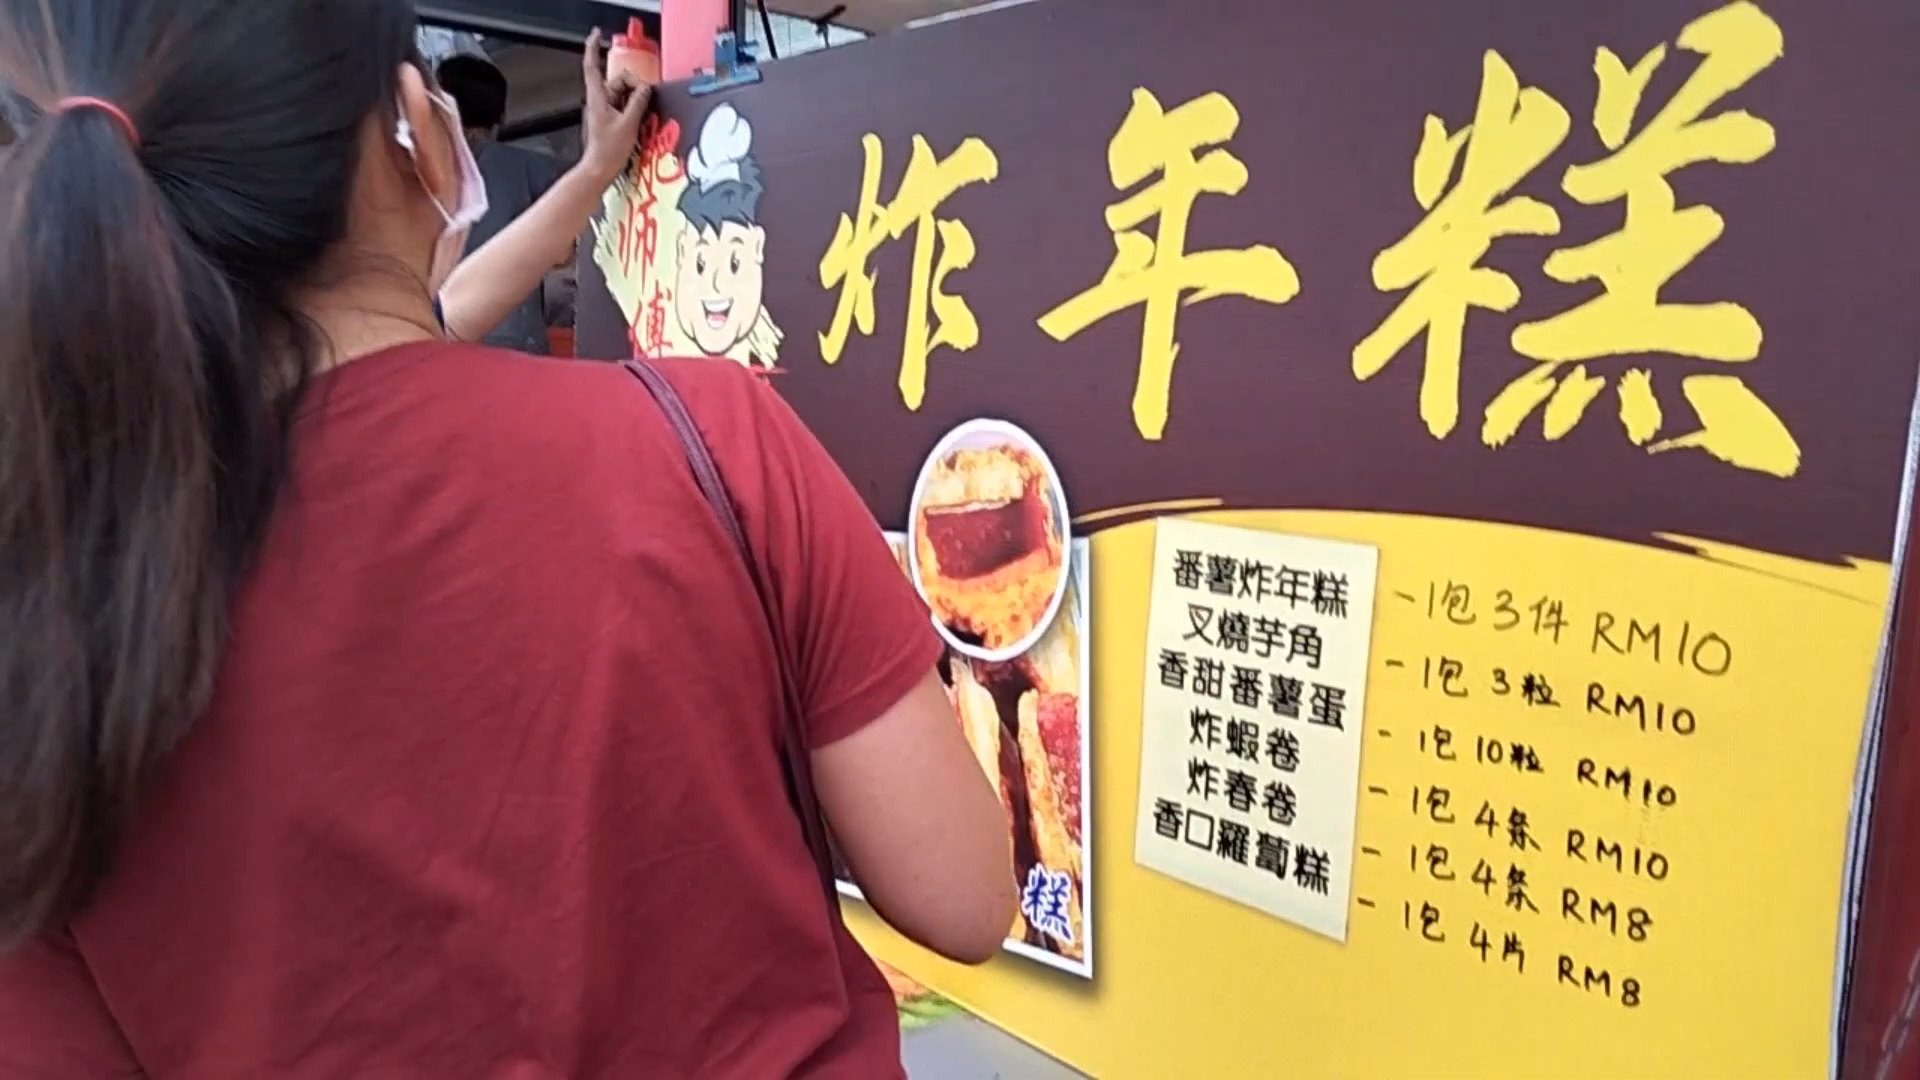 肥师傅
炸年糕
番薯炸年糕 - 1包 3件 RM10
叉燒芋角 - 1包 3粒 RM10
香甜番薯蛋 - 1包 10粒 RM10
炸蝦卷 - 1包 4条 RM10
炸春卷 - 1包 4条 RM8
香口羅蔔糕 - 1包 4片 RM8
糕